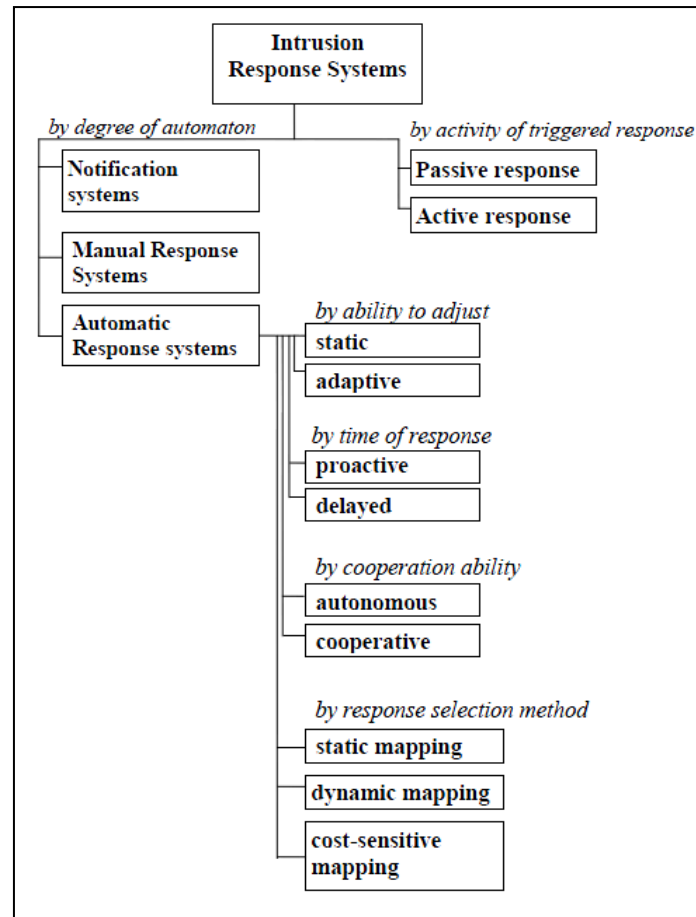 Intrusion
Response Systems
by degree of automaton
by activity of triggered response
Notification
systems
Passive response
Active response
Manual Response
Systems
Automatic
Response systems
by ability to adjust
static
adaptive
by time of response
proactive
delayed
by cooperation ability
autonomous
cooperative
by response selection method
static mapping
dynamic mapping
cost-sensitive
mapping